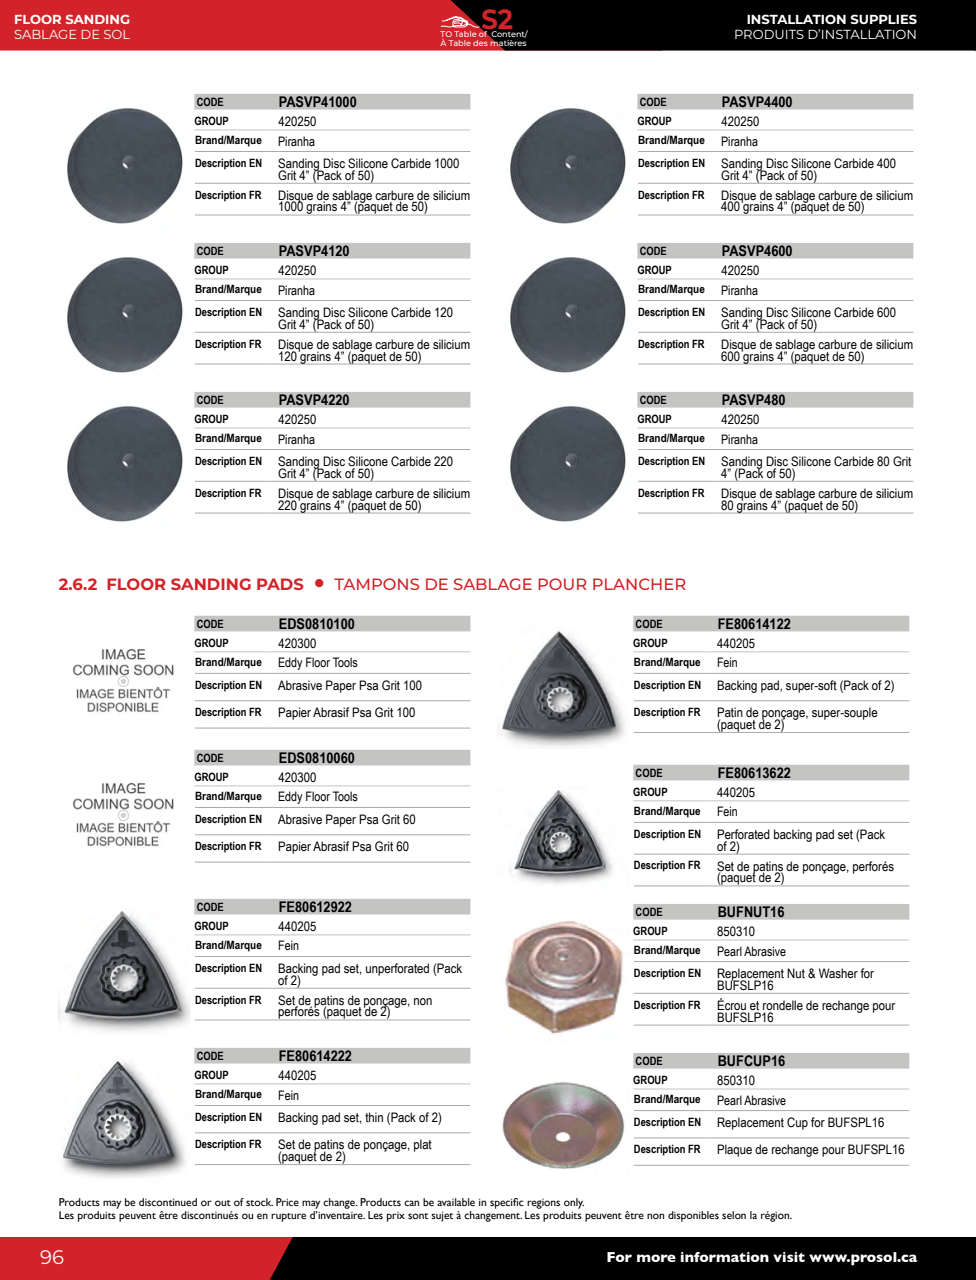 FLOOR SANDING
SABLAGE DE SOL
S2
TO Table of Content/
À Table des matières
INSTALLATION SUPPLIES
PRODUITS D'INSTALLATION
CODE PASVP41000
GROUP 420250
Brand/Marque Piranha
Description EN Sanding Disc Silicone Carbide 1000
Grit 4" (Pack of 50)
Description FR Disque de sablage carbure de silicium
1000 grains 4" (paquet de 50)
CODE PASVP4400
GROUP 420250
Brand/Marque Piranha
Description EN Sanding Disc Silicone Carbide 400
Grit 4" (Pack of 50)
Description FR Disque de sablage carbure de silicium
400 grains 4" (paquet de 50)
CODE PASVP4120
GROUP 420250
Brand/Marque Piranha
Description EN Sanding Disc Silicone Carbide 120
Grit 4" (Pack of 50)
Description FR Disque de sablage carbure de silicium
120 grains 4" (paquet de 50)
CODE PASVP4600
GROUP 420250
Brand/Marque Piranha
Description EN Sanding Disc Silicone Carbide 600
Grit 4" (Pack of 50)
Description FR Disque de sablage carbure de silicium
600 grains 4" (paquet de 50)
CODE PASVP4220
GROUP 420250
Brand/Marque Piranha
Description EN Sanding Disc Silicone Carbide 220
Grit 4" (Pack of 50)
Description FR Disque de sablage carbure de silicium
220 grains 4" (paquet de 50)
CODE PASVP480
GROUP 420250
Brand/Marque Piranha
Description EN Sanding Disc Silicone Carbide 80 Grit
4" (Pack of 50)
Description FR Disque de sablage carbure de silicium
80 grains 4" (paquet de 50)
2.6.2 FLOOR SANDING PADS • TAMPONS DE SABLAGE POUR PLANCHER
IMAGE
COMING SOON
IMAGE BIENTÔT
DISPONIBLE
CODE EDS0810100
GROUP 420300
Brand/Marque Eddy Floor Tools
Description EN Abrasive Paper Psa Grit 100
Description FR Papier Abrasif Psa Grit 100
IMAGE
COMING SOON
IMAGE BIENTÔT
DISPONIBLE
CODE EDS0810060
GROUP 420300
Brand/Marque Eddy Floor Tools
Description EN Abrasive Paper Psa Grit 60
Description FR Papier Abrasif Psa Grit 60
CODE FE80612922
GROUP 440205
Brand/Marque Fein
Description EN Backing pad set, unperforated (Pack
of 2)
Description FR Set de patins de ponçage, non
perforés (paquet de 2)
CODE FE80614222
GROUP 440205
Brand/Marque Fein
Description EN Backing pad set, thin (Pack of 2)
Description FR Set de patins de ponçage, plat
(paquet de 2)
CODE FE80614122
GROUP 440205
Brand/Marque Fein
Description EN Backing pad, super-soft (Pack of 2)
Description FR Patin de ponçage, super-souple
(paquet de 2)
CODE FE80613622
GROUP 440205
Brand/Marque Fein
Description EN Perforated backing pad set (Pack
of 2)
Description FR Set de patins de ponçage, perforés
(paquet de 2)
CODE BUFNUT16
GROUP 850310
Brand/Marque Pearl Abrasive
Description EN Replacement Nut & Washer for
BUFSLP16
Description FR Écrou et rondelle de rechange pour
BUFSLP16
CODE BUFCUP16
GROUP 850310
Brand/Marque Pearl Abrasive
Description EN Replacement Cup for BUFSPL16
Description FR Plaque de rechange pour BUFSPL16
Products may be discontinued or out of stock. Price may change. Products can be available in specific regions only.
Les produits peuvent être discontinués ou en rupture d'inventaire. Les prix sont sujet à changement. Les produits peuvent être non disponibles selon la région.
96
For more information visit www.prosol.ca